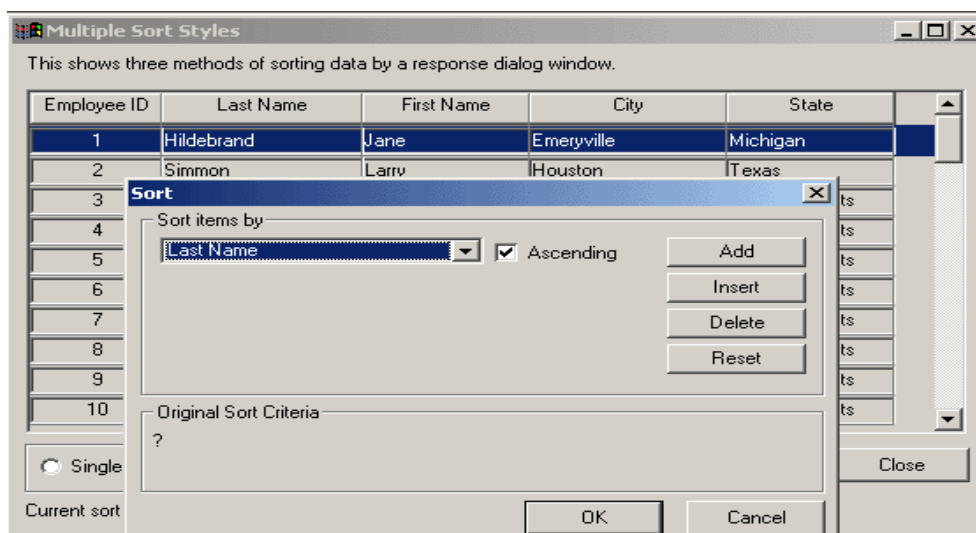 Multiple Sort Styles
This shows three methods of sorting data by a response dialog window.
Employee ID Last Name First Name City State
1 Hildebrand Jane Emeryville Michigan
2 Simmon Larry Houston Texas
Sort
3 ts
Sort items by
4 ts
Last Name Ascending Add
5 ts
6 Insert ts
7 Delete ts
8 Reset ts
9 ts
10 Original Sort Criteria ts
?
Single Close
Current sort OK Cancel